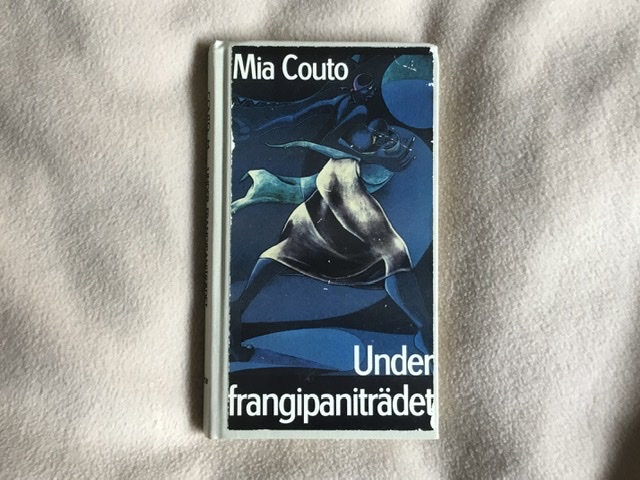 Mia Couto
Under
frangipaniträdet